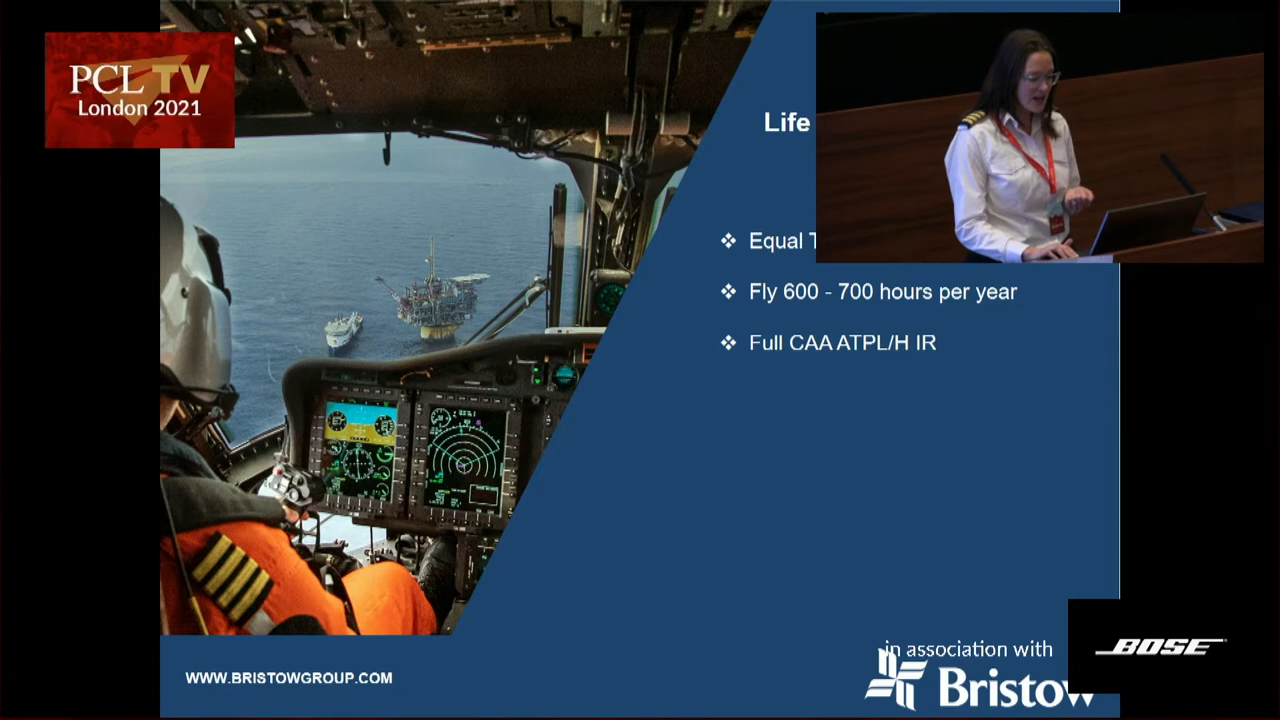 PCL TV
London 2021
Life
Equal
Fly 600 - 700 hours per year
Full CAA ATPL/H IR
in association with
BOSE
WWW.BRISTOWGROUP.COM
Bristow